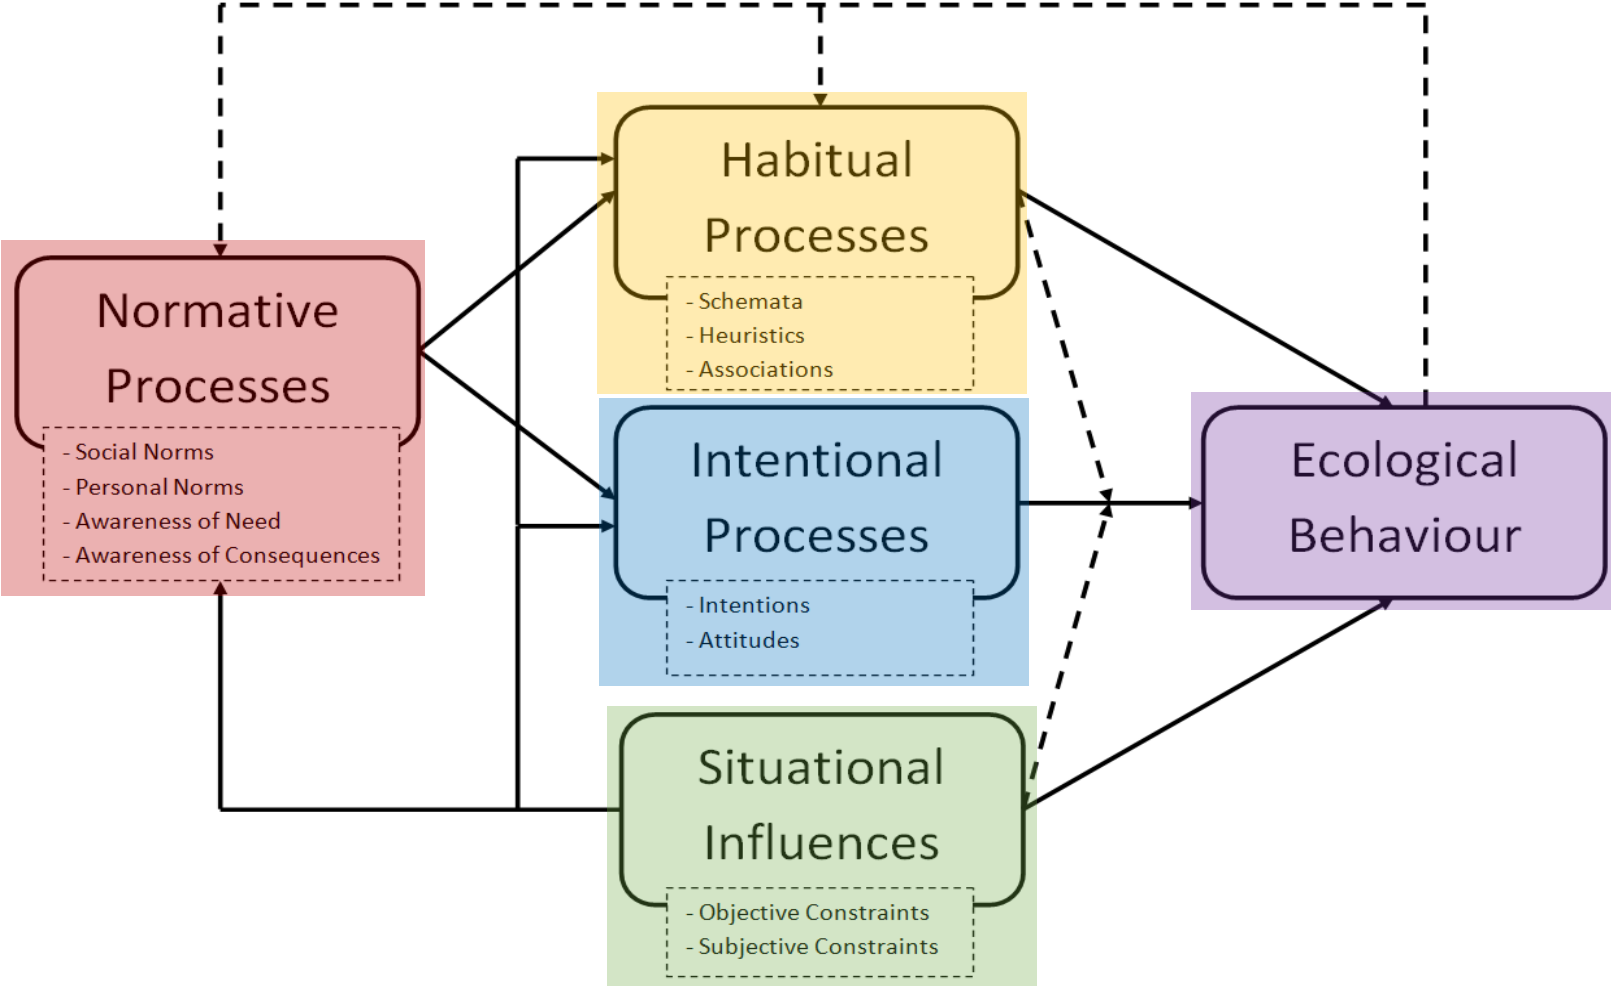 Habitual
Processes
- Schemata
- Heuristics
- Associations
Normative
Processes
- Social Norms
- Personal Norms
- Awareness of Need
- Awareness of Consequences
Intentional
Processes
- Intentions
- Attitudes
Ecological
Behaviour
Situational
Influences
- Objective Constraints
- Subjective Constraints